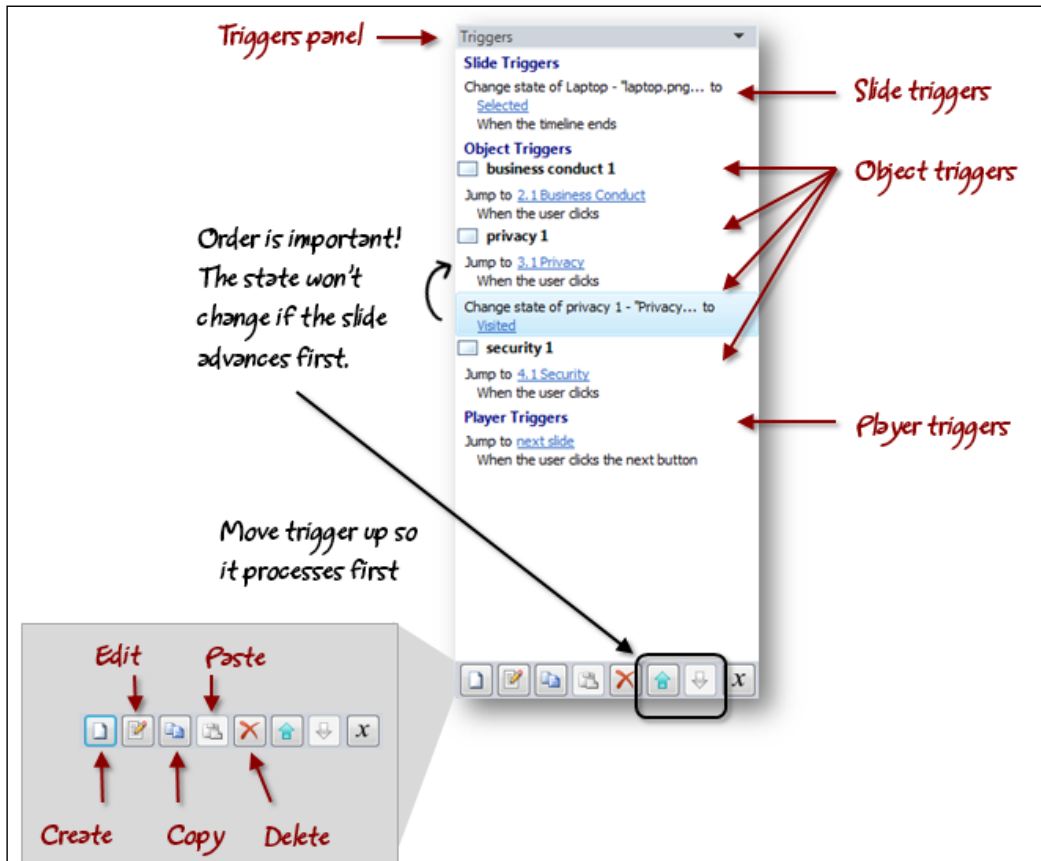 Triggers panel
Triggers
Slide Triggers
Change state of Laptop - "laptop.png... to
Selected
When the timeline ends
Slide triggers
Object Triggers
business conduct 1
Object triggers
Jump to 2.1 Business Conduct
When the user clicks
privacy 1
Jump to 3.1 Privacy
When the user clicks
Change state of privacy 1 - "Privacy... to
Visited
security 1
Jump to 4.1 Security
When the user clicks
Player Triggers
Player triggers
Jump to next slide
When the user clicks the next button
Order is important!
The state won't
change if the slide
advances first.
Move trigger up so
it processes first
x
Edit
Paste
x
Create
Copy
Delete